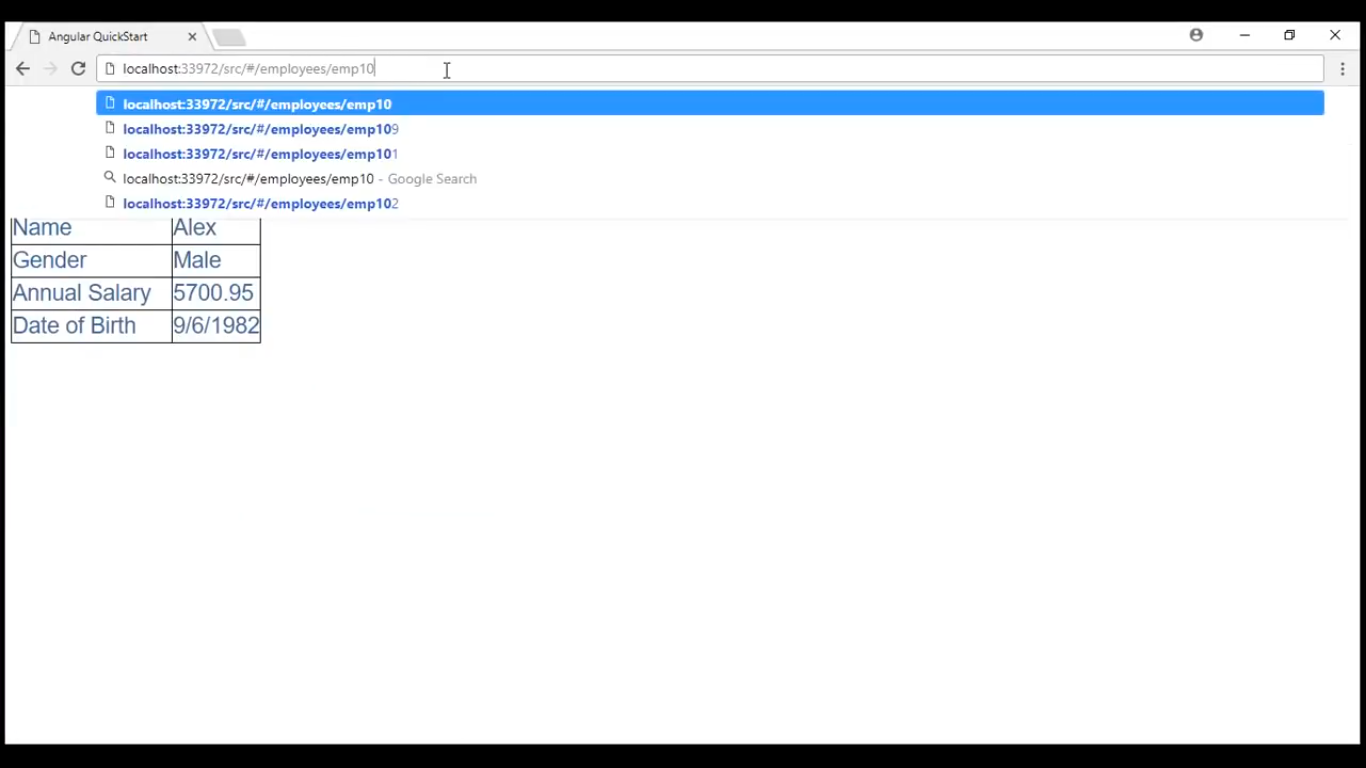 Angular QuickStart
localhost:33972/src/#/employees/emp10
localhost:33972/src/#/employees/emp10
localhost:33972/src/#/employees/emp109
localhost:33972/src/#/employees/emp101
localhost:33972/src/#/employees/emp10 - Google Search
localhost:33972/src/#/employees/emp102
Name Alex
Gender Male
Annual Salary 5700.95
Date of Birth 9/6/1982